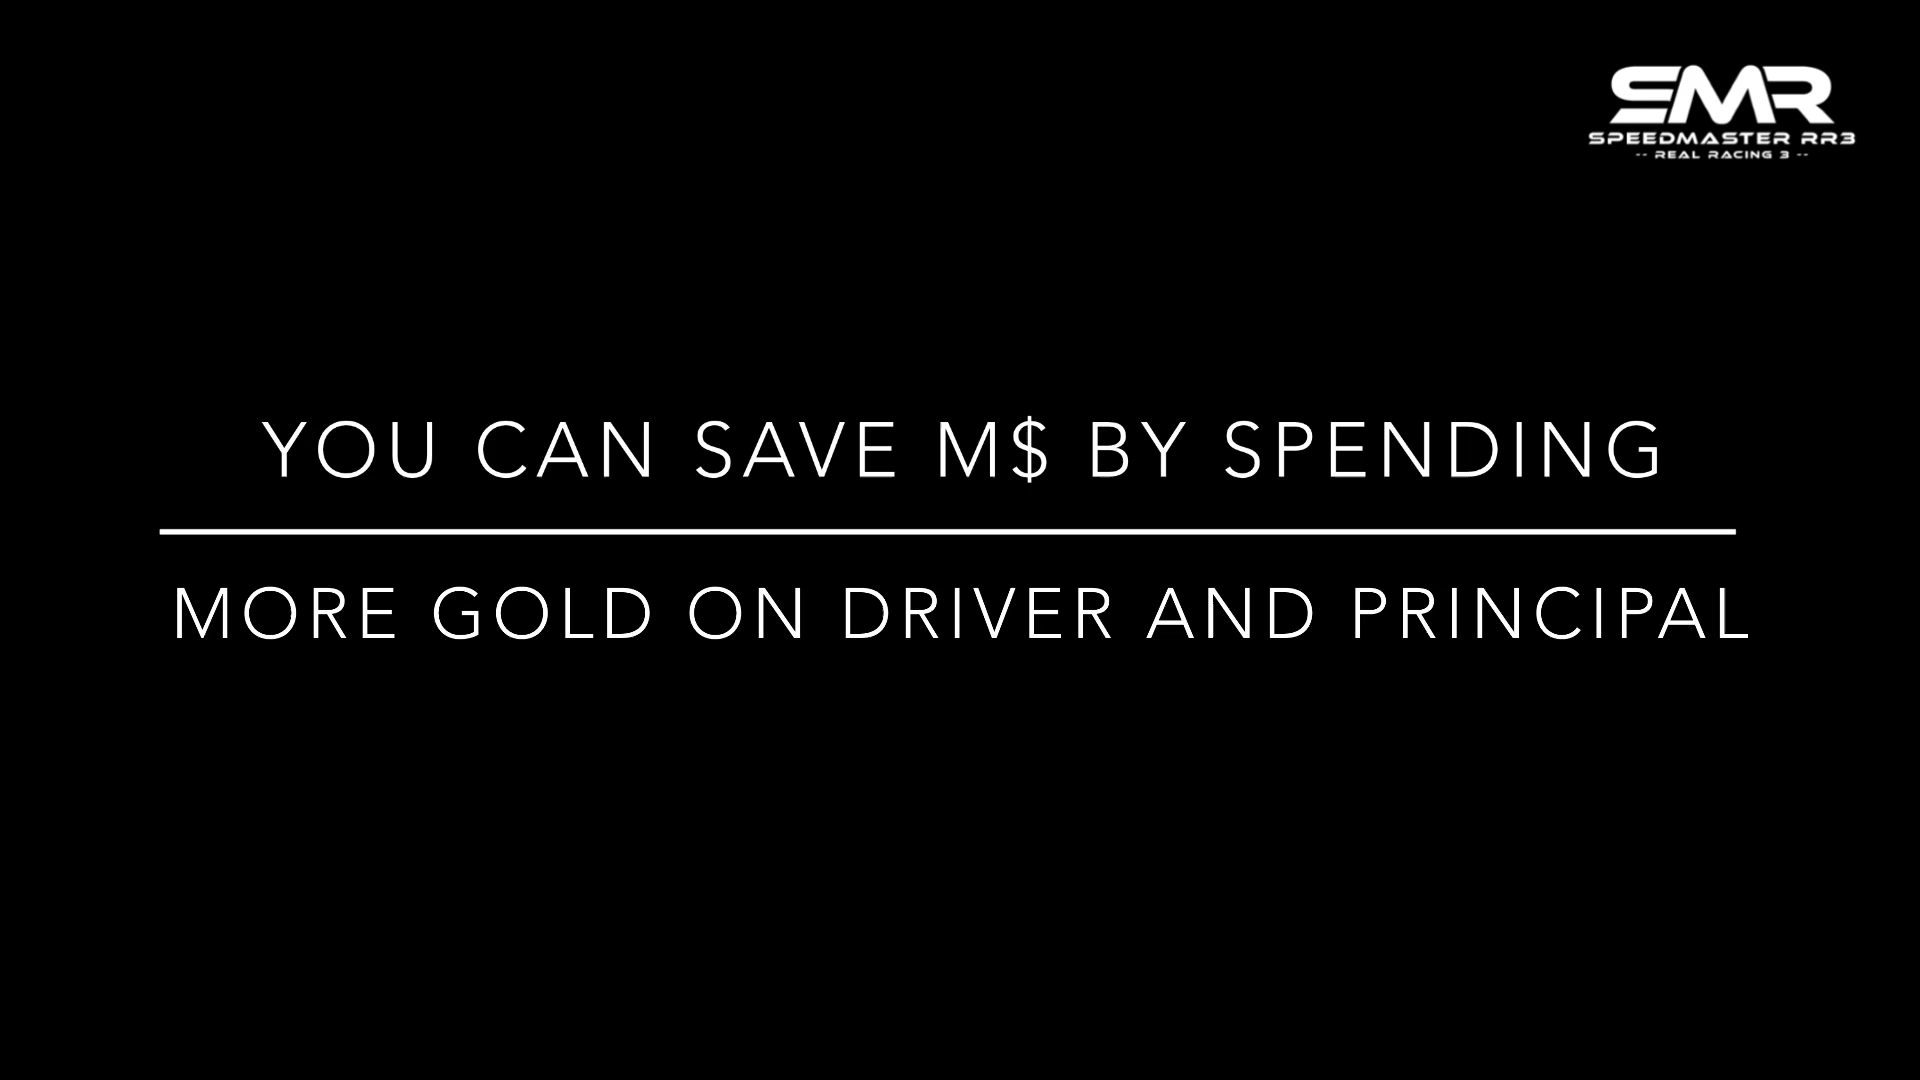 SMR
SPEEDMASTER RR3
-- REAL RACING 3 --
YOU CAN SAVE M$ BY SPENDING
MORE GOLD ON DRIVER AND PRINCIPAL